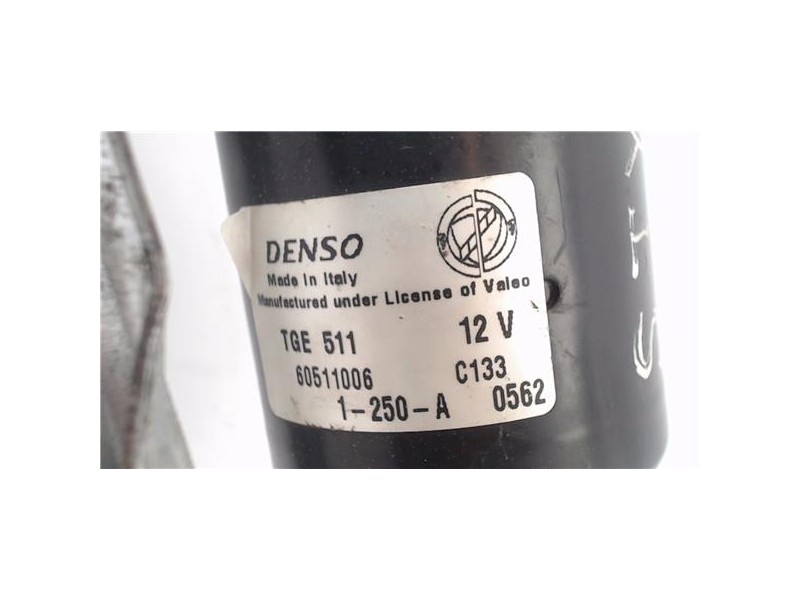 DENSO
Made in Italy
Manufactured under License of Valeo
TGE 511 12 V
60511006 C133
1-250-A 0562